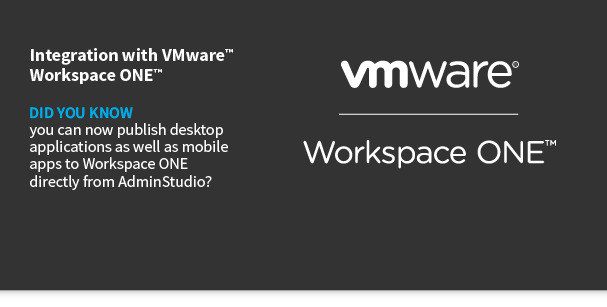 Integration with VMware™
Workspace ONE™
DID YOU KNOW
you can now publish desktop
applications as well as mobile
apps to Workspace ONE
directly from AdminStudio?
vmware®
Workspace ONE™